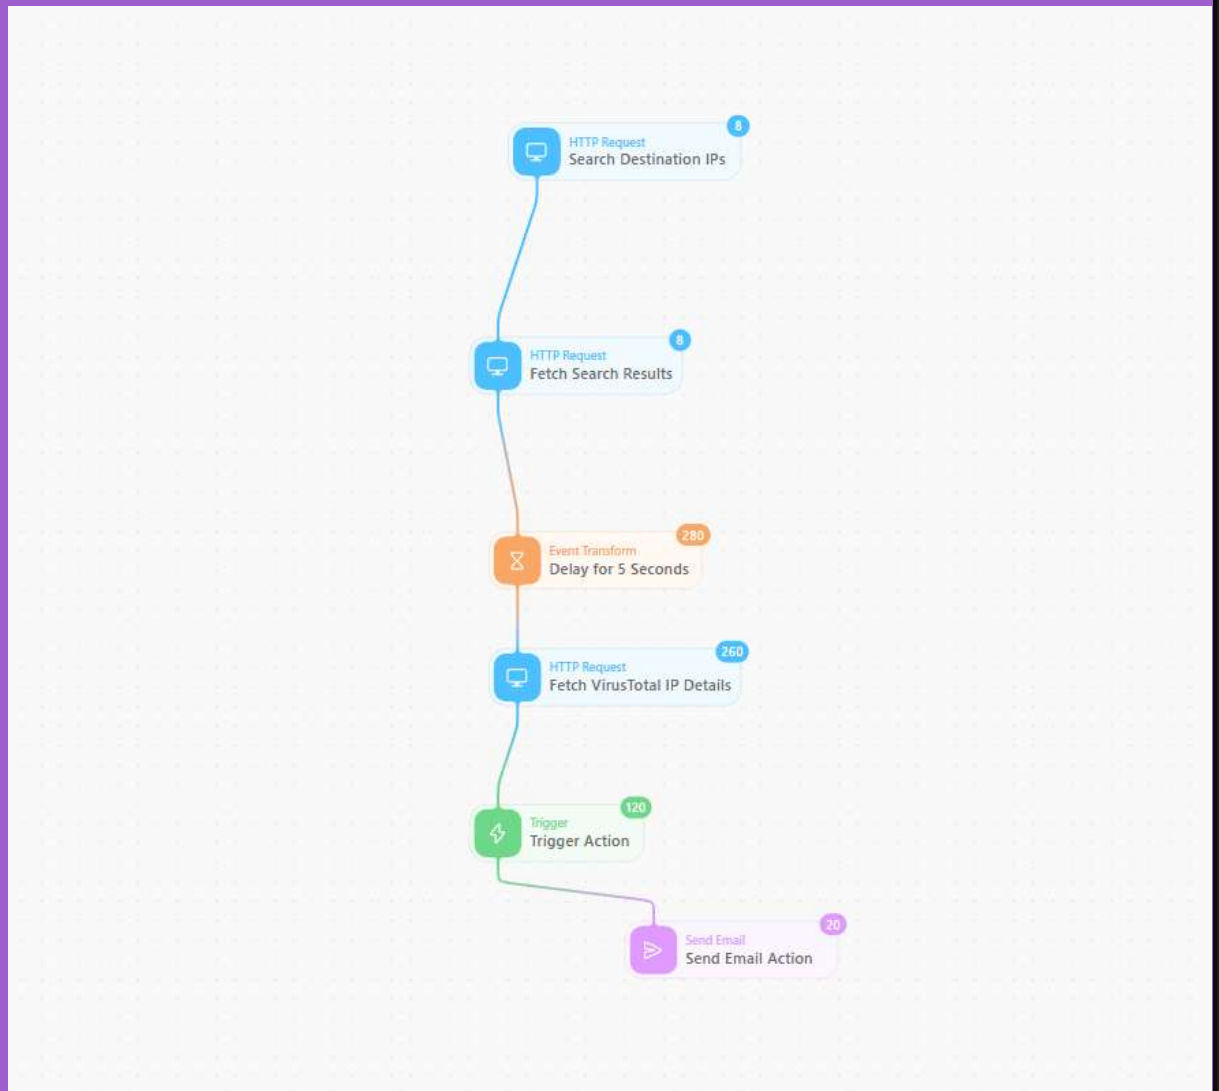 8
HTTP Request
Search Destination IPs
8
HTTP Request
Fetch Search Results
280
Event Transform
Delay for 5 Seconds
260
HTTP Request
Fetch VirusTotal IP Details
120
Trigger
Trigger Action
20
Send Email
Send Email Action